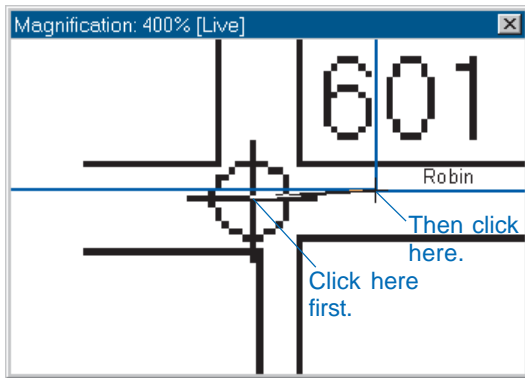 Magnification: 400% [Live]
601
Robin
Then click
here.
Click here
first.